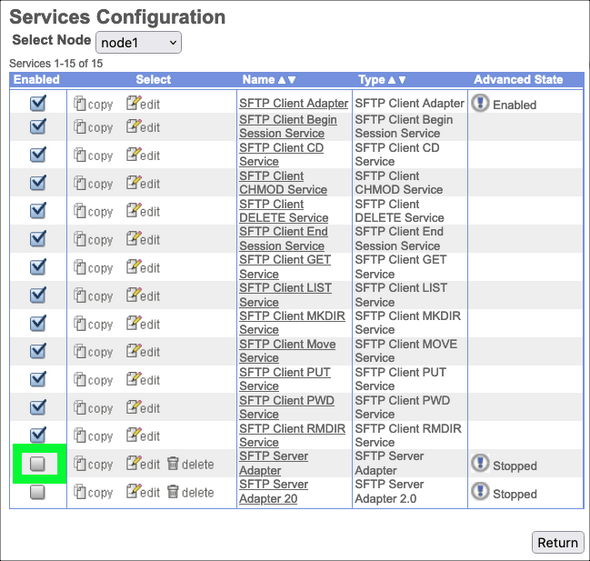 Services Configuration
Select Node node1
Services 1-15 of 15
Enabled Select Name Type Advanced State
copy edit SFTP Client Adapter SFTP Client Adapter Enabled
copy edit SFTP Client Begin Session Service SFTP Client Begin Session Service
copy edit SFTP Client CD Service SFTP Client CD Service
copy edit SFTP Client CHMOD Service SFTP Client CHMOD Service
copy edit SFTP Client DELETE Service SFTP Client DELETE Service
copy edit SFTP Client End Session Service SFTP Client End Session Service
copy edit SFTP Client GET Service SFTP Client GET Service
copy edit SFTP Client LIST Service SFTP Client LIST Service
copy edit SFTP Client MKDIR Service SFTP Client MKDIR Service
copy edit SFTP Client Move Service SFTP Client MOVE Service
copy edit SFTP Client PUT Service SFTP Client PUT Service
copy edit SFTP Client PWD Service SFTP Client PWD Service
copy edit SFTP Client RMDIR Service SFTP Client RMDIR Service
copy edit delete SFTP Server Adapter SFTP Server Adapter Stopped
copy edit delete SFTP Server Adapter 20 SFTP Server Adapter 2.0 Stopped
Return